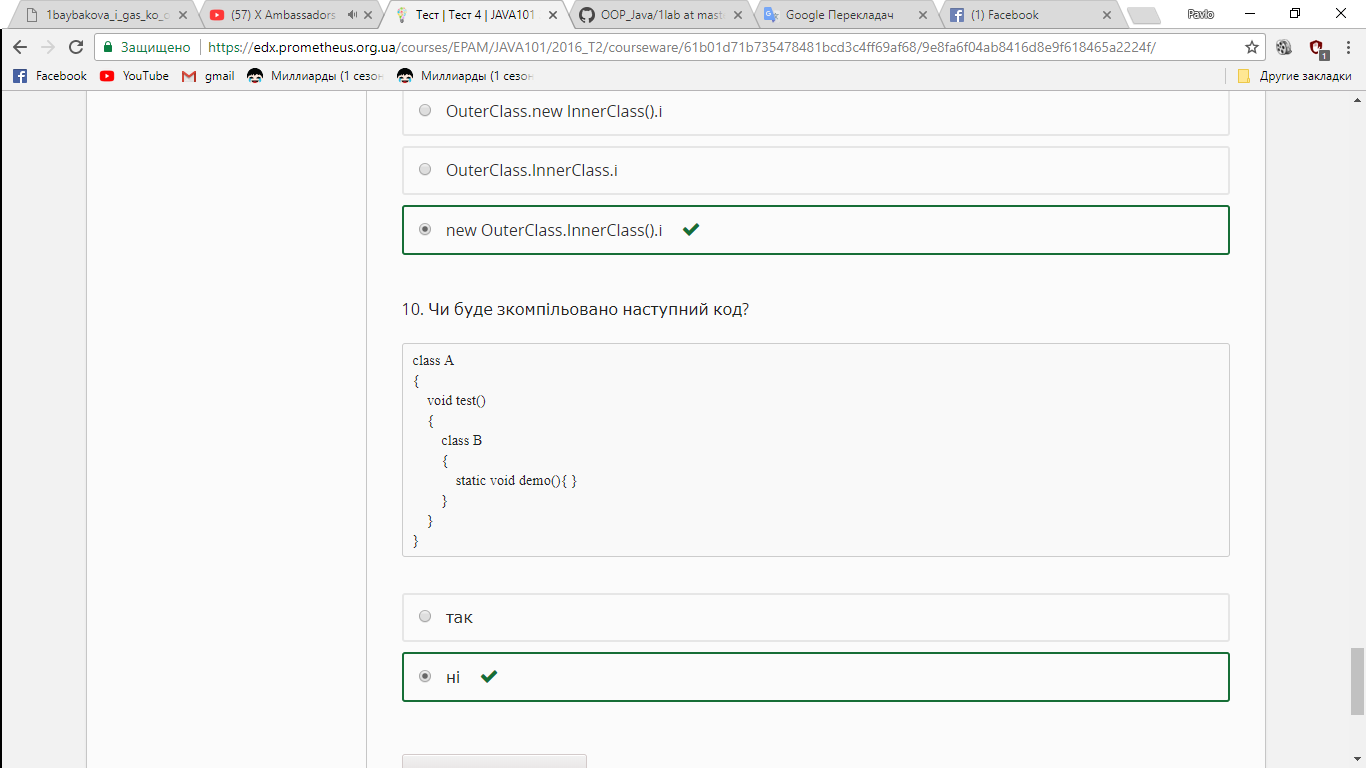 1baybakova_i_gas_ko_o
(57) X Ambassadors
Тест | Тест 4 | JAVA101
OOP_Java/1lab at mast
Google Перекладач
(1) Facebook
Pavlo
Защищено
https://edx.prometheus.org.ua/courses/EPAM/JAVA101/2016_T2/courseware/61b01d71b735478481bcd3c4ff69af68/9e8fa6f04ab8416d8e9f618465a2224f/
1
Facebook
YouTube
gmail
Миллиарды (1 сезон
Миллиарды (1 сезон
Другие закладки
OuterClass.new InnerClass().i
OuterClass.InnerClass.i
new OuterClass.InnerClass().i
10. Чи буде зкомпільовано наступний код?
class A
{
void test()
{
class B
{
static void demo(){ }
}
}
}
так
ні